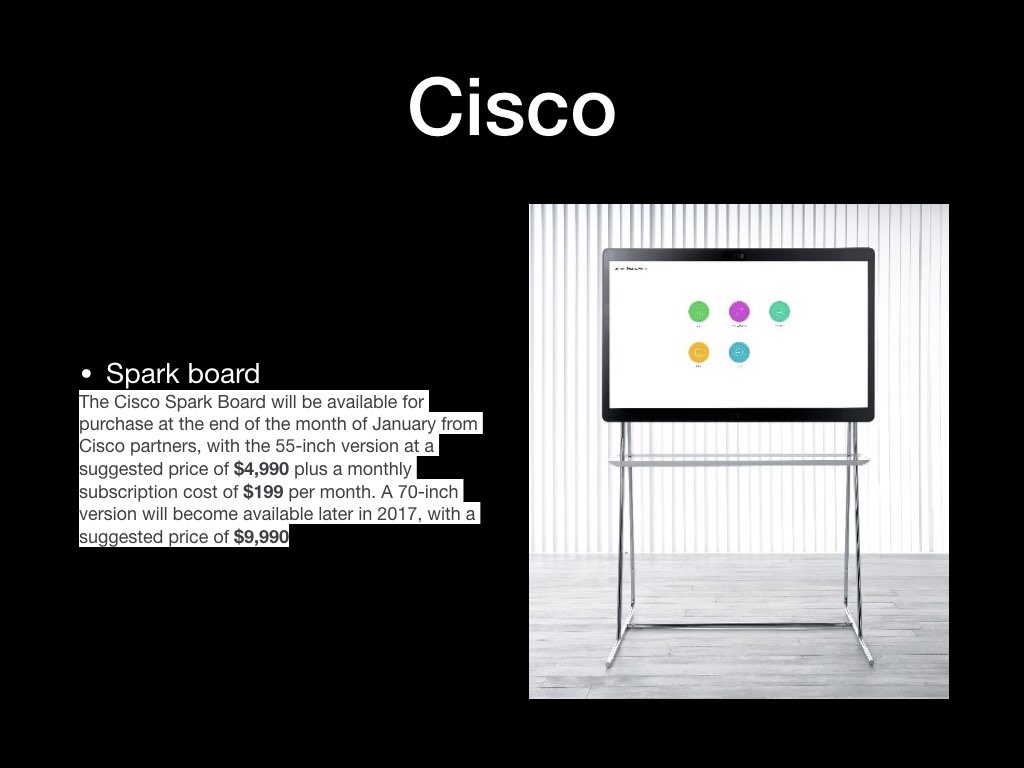 Cisco
• Spark board
The Cisco Spark Board will be available for
purchase at the end of the month of January from
Cisco partners, with the 55-inch version at a
suggested price of $4,990 plus a monthly
subscription cost of $199 per month. A 70-inch
version will become available later in 2017, with a
suggested price of $9,990